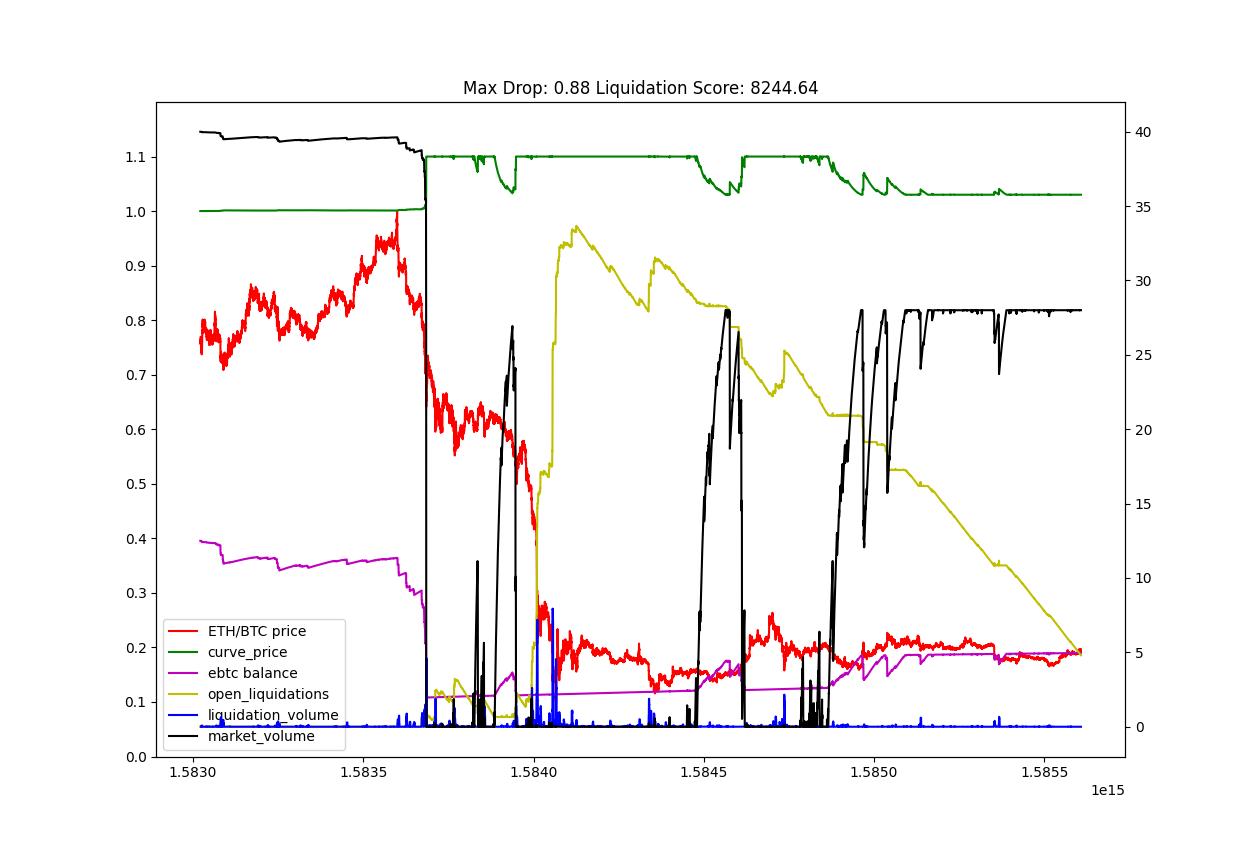 Max Drop: 0.88 Liquidation Score: 8244.64
1.1
1.0
0.9
0.8
0.7
0.6
0.5
0.4
0.3
0.2
0.1
0.0
40
35
30
25
20
15
10
5
0
ETH/BTC price
curve_price
ebtc balance
open_liquidations
liquidation_volume
market_volume
1.5830 1.5835 1.5840 1.5845 1.5850 1.5855
1e15